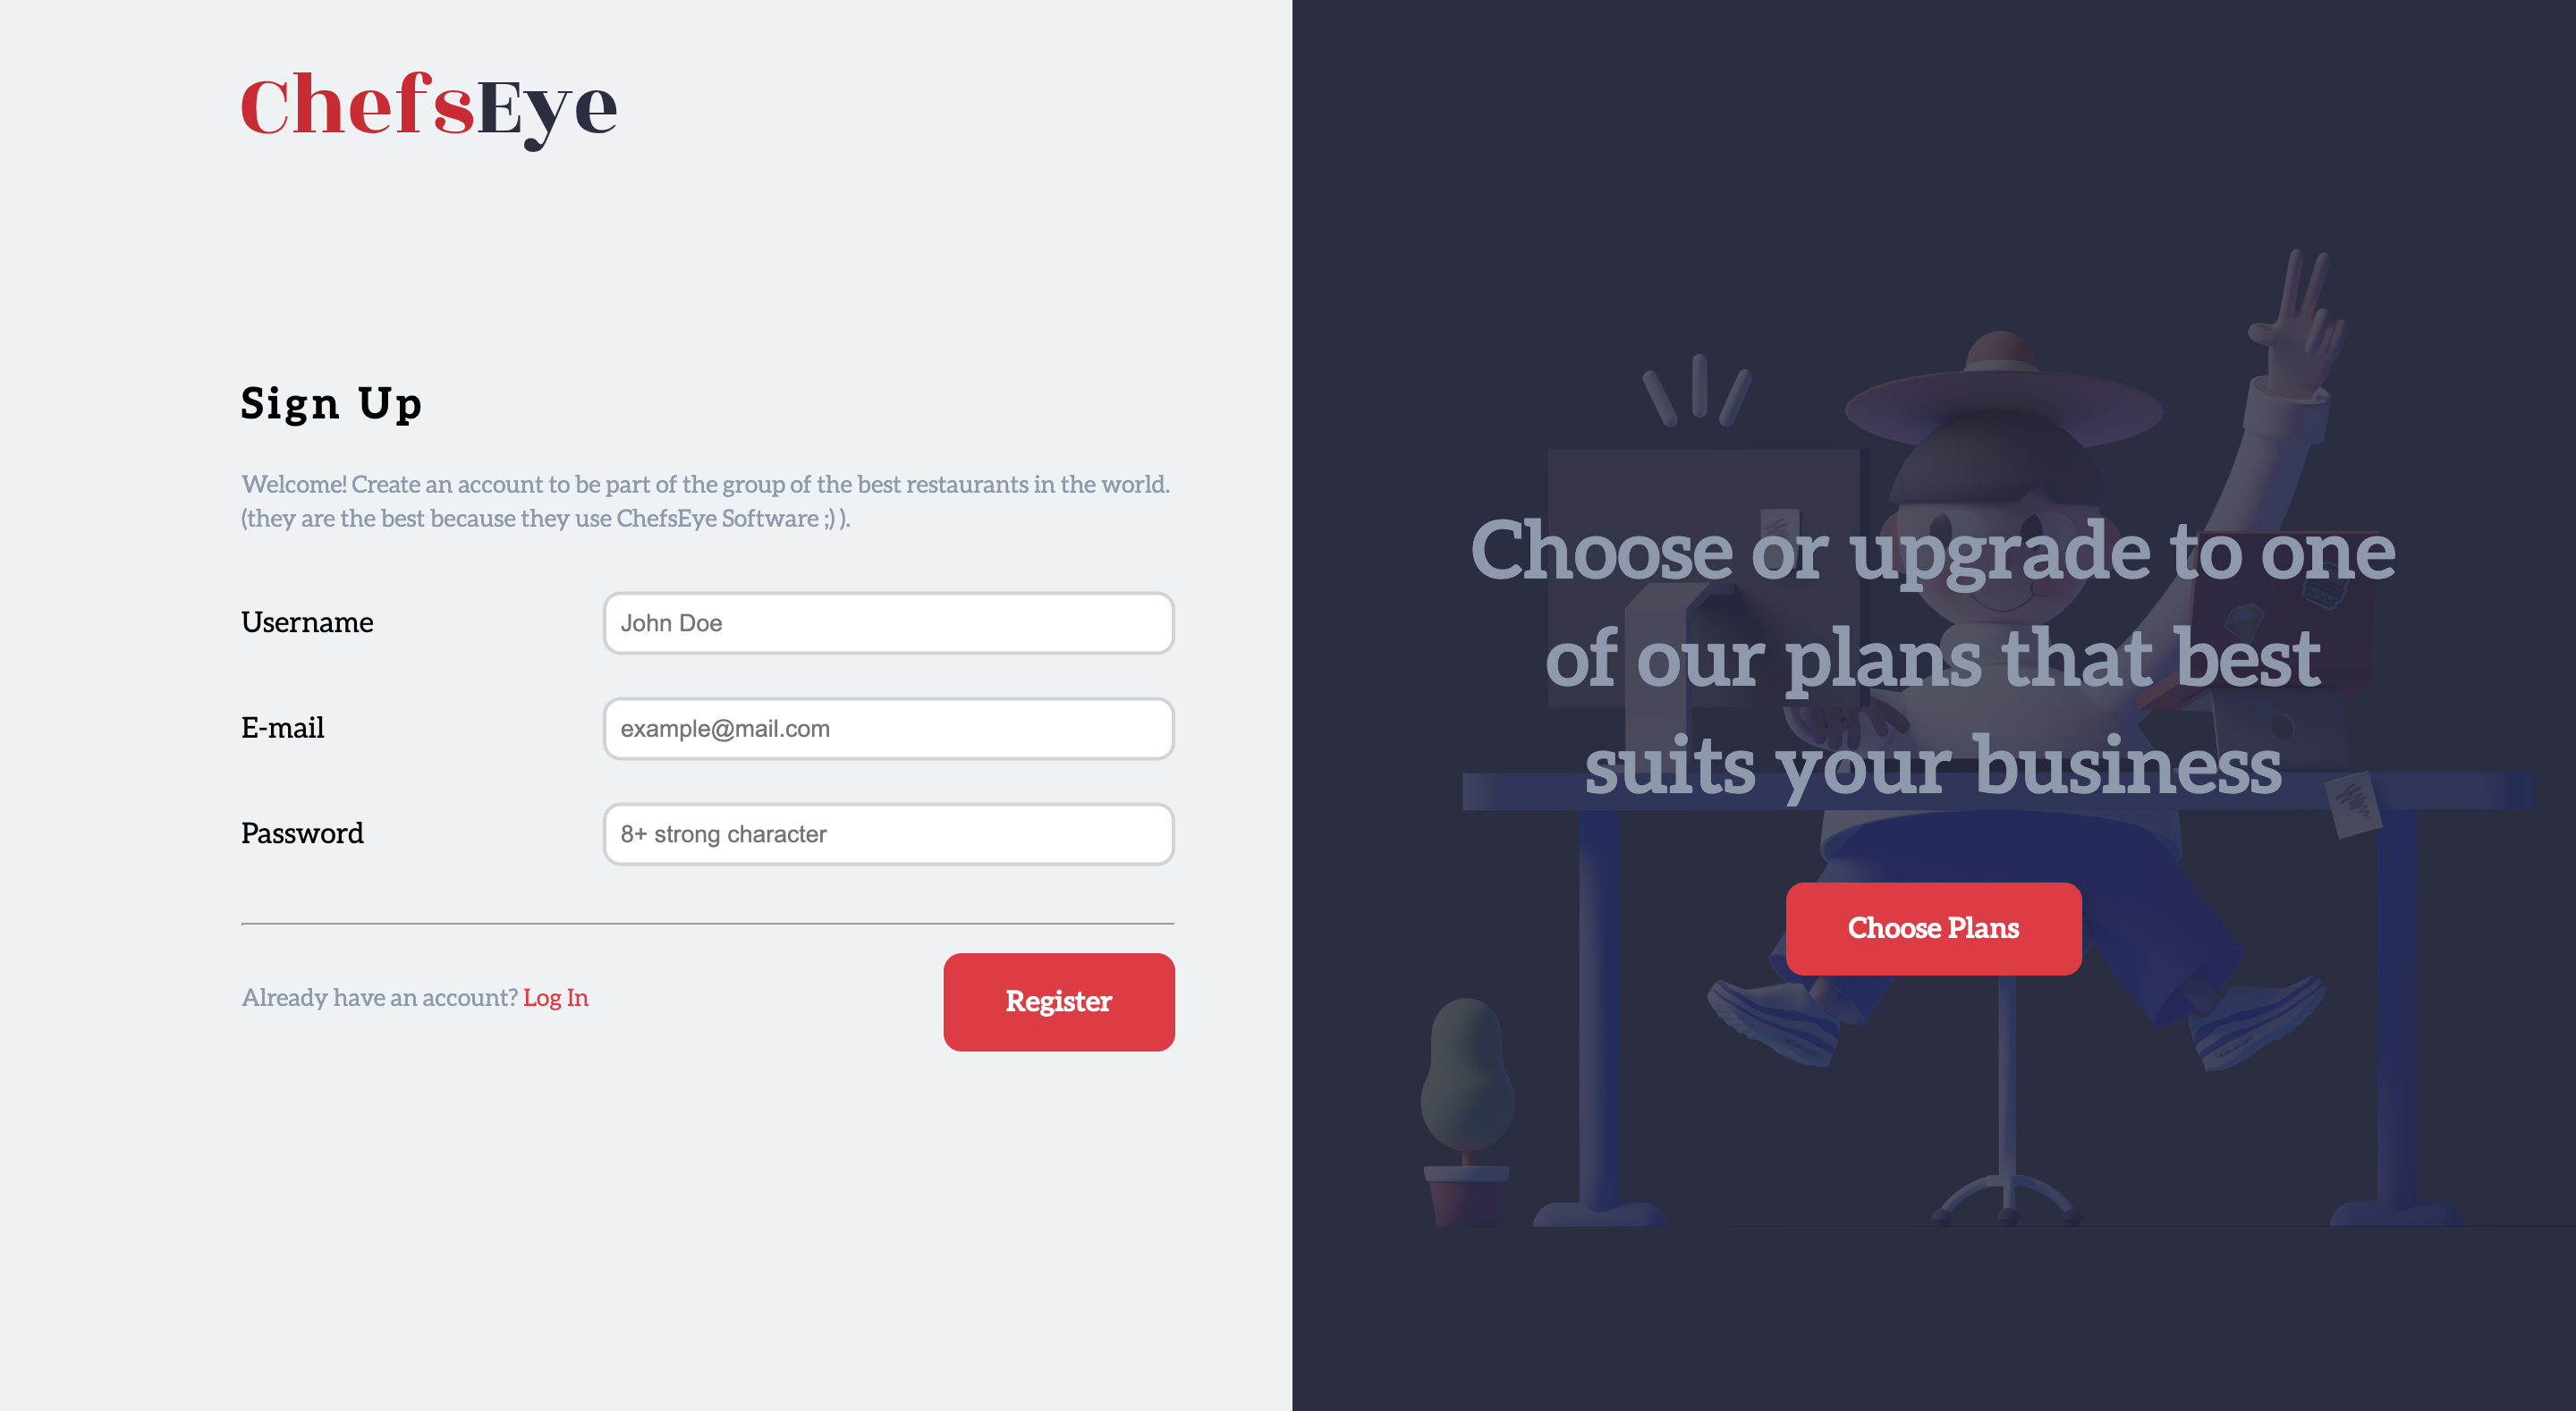 ChefsEye
Sign Up
Welcome! Create an account to be part of the group of the best restaurants in the world.
(they are the best because they use ChefsEye Software ;) ).
Username
John Doe
E-mail
example@mail.com
Password
8+ strong character
Already have an account? Log In
Register
Choose or upgrade to one
of our plans that best
suits your business
Choose Plans